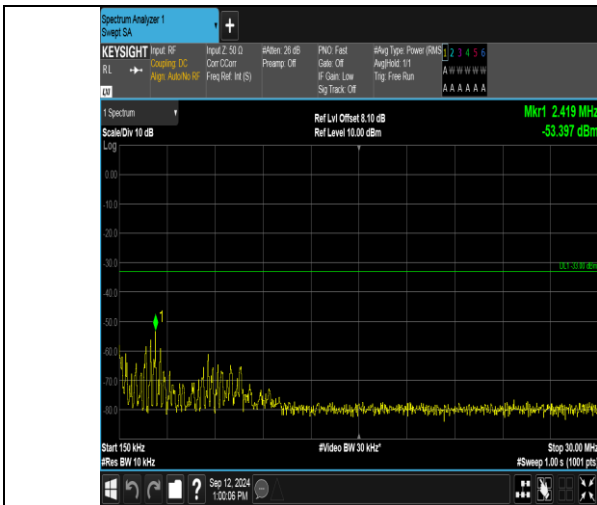 Spectrum Analyzer 1
Swept SA
KEYSIGHT
RL
LXI
Input: RF
Coupling: DC
Align: Auto/No RF
Input Z: 50 Ω
Corr CCorr
Freq Ref: Int (S)
#Atten: 26 dB
Preamp: Off
PNO: Fast
Gate: Off
IF Gain: Low
Sig Track: Off
#Avg Type: Power (RMS
Avg|Hold: 1/1
Trig: Free Run
1 2 3 4 5 6
A W W W W W
A A A A A A
1 Spectrum
Scale/Div 10 dB
Log
Ref Lvl Offset 8.10 dB
Ref Level 10.00 dBm
Mkr1 2.419 MHz
-53.397 dBm
0.00
-10.0
-20.0
-30.0
DL1 -33.00 dBm
-40.0
1
-50.0
-60.0
-70.0
-80.0
Start 150 kHz
#Res BW 10 kHz
#Video BW 30 kHz*
Stop 30.00 MHz
#Sweep 1.00 s (1001 pts)
Sep 12, 2024
1:00:06 PM